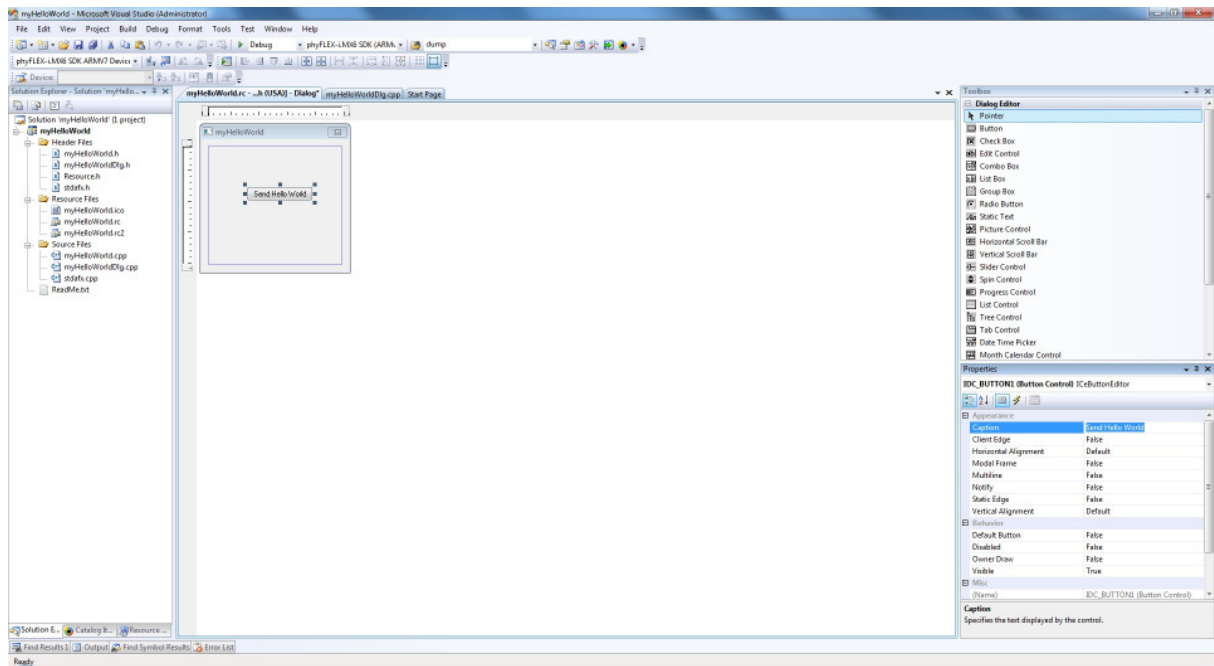 myHelloWorld - Microsoft Visual Studio (Administrator)
File Edit View Project Build Debug Format Tools Test Window Help
Debug phyFLEX-i.MX6 SDK (ARMv dump
phyFLEX-i.MX6 SDK ARMV7 Device
Device:
Solution Explorer - Solution 'myHello...
myHelloWorld.rc - ...h (USA)] - Dialog* myHelloWorldDlg.cpp Start Page
Solution 'myHelloWorld' (1 project)
myHelloWorld
Header Files
myHelloWorld.h
myHelloWorldDlg.h
Resource.h
stdafx.h
Resource Files
myHelloWorld.ico
myHelloWorld.rc
myHelloWorld.rc2
Source Files
myHelloWorld.cpp
myHelloWorldDlg.cpp
stdafx.cpp
ReadMe.txt
myHelloWorld
Send Hello World
Toolbox
Dialog Editor
Pointer
Button
Check Box
Edit Control
Combo Box
List Box
Group Box
Radio Button
Static Text
Picture Control
Horizontal Scroll Bar
Vertical Scroll Bar
Slider Control
Spin Control
Progress Control
List Control
Tree Control
Tab Control
Date Time Picker
Month Calendar Control
Properties
IDC_BUTTON1 (Button Control) ICeButtonEditor
Appearance
Caption Send Hello World
Client Edge False
Horizontal Alignment Default
Modal Frame False
Multiline False
Notify False
Static Edge False
Vertical Alignment Default
Behavior
Default Button False
Disabled False
Owner Draw False
Visible True
Misc
(Name) IDC_BUTTON1 (Button Control)
Caption
Specifies the text displayed by the control.
Solution E... Catalog It... Resource ...
Find Results 1 Output Find Symbol Results Error List
Ready